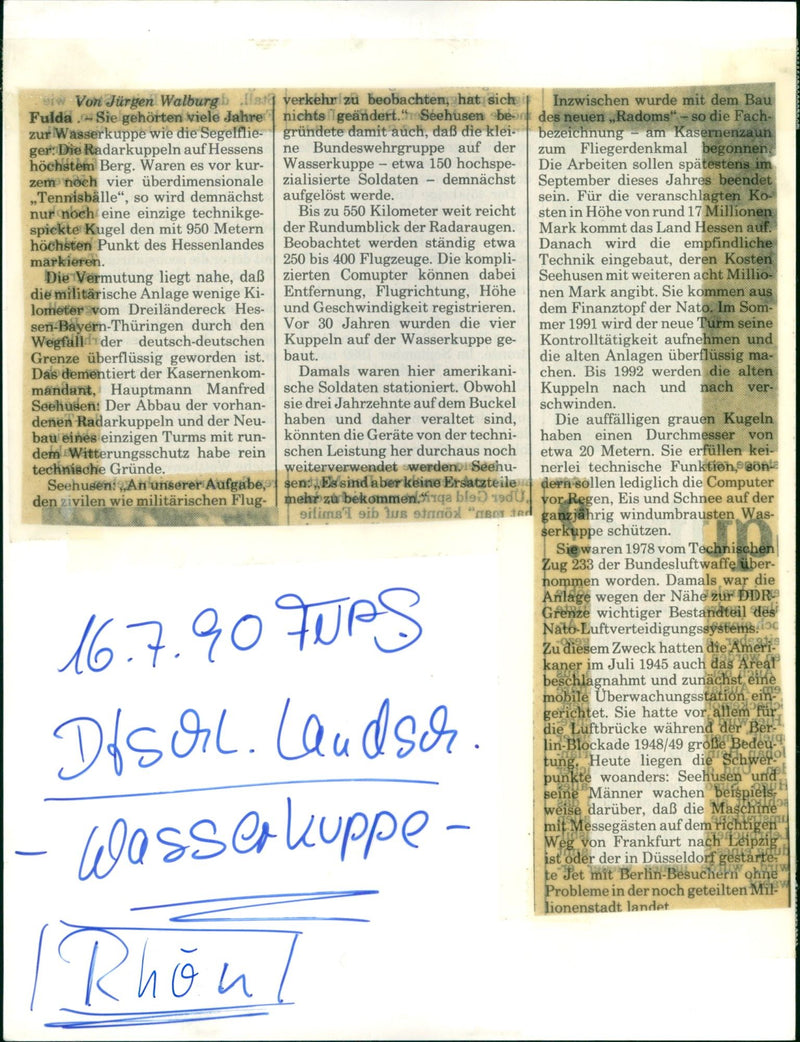 Von Jürgen Walburg
Fulda. – Sie gehörten viele Jahre
zur Wasserkuppe wie die Segelflie-
ger: Die Radarkuppeln auf Hessens
höchstem Berg. Waren es vor kur-
zem noch vier überdimensionale
„Tennisbälle“, so wird demnächst
nur noch eine einzige technikge-
spickte Kugel den mit 950 Metern
höchsten Punkt des Hessenlandes
markieren.
Die Vermutung liegt nahe, daß
die militärische Anlage wenige Ki-
lometer vom Dreiländereck Hes-
sen-Bayern-Thüringen durch den
Wegfall der deutsch-deutschen
Grenze überflüssig geworden ist.
Das dementiert der Kasernenkom-
mandant, Hauptmann Manfred
Seehusen: Der Abbau der vorhan-
denen Radarkuppeln und der Neu-
bau eines einzigen Turms mit run-
dem Witterungsschutz habe rein
technische Gründe.
Seehusen: „An unserer Aufgabe,
den zivilen wie militärischen Flug-
verkehr zu beobachten, hat sich
nichts geändert.“ Seehusen be-
gründete damit auch, daß die klei-
ne Bundeswehrgruppe auf der
Wasserkuppe – etwa 150 hochspe-
zialisierte Soldaten – demnächst
aufgelöst werde.
Bis zu 550 Kilometer weit reicht
der Rundumblick der Radaraugen.
Beobachtet werden ständig etwa
250 bis 400 Flugzeuge. Die kompli-
zierten Comupter können dabei
Entfernung, Flugrichtung, Höhe
und Geschwindigkeit registrieren.
Vor 30 Jahren wurden die vier
Kuppeln auf der Wasserkuppe ge-
baut.
Damals waren hier amerikani-
sche Soldaten stationiert. Obwohl
sie drei Jahrzehnte auf dem Buckel
haben und daher veraltet sind,
könnten die Geräte von der techni-
schen Leistung her durchaus noch
weiterverwendet werden. Seehu-
sen: „Es sind aber keine Ersatzteile
mehr zu bekommen.“
Inzwischen wurde mit dem Bau
des neuen „Radoms“ – so die Fach-
bezeichnung – am Kasernenzaun
zum Fliegerdenkmal begonnen.
Die Arbeiten sollen spätestens im
September dieses Jahres beendet
sein. Für die veranschlagten Ko-
sten in Höhe von rund 17 Millionen
Mark kommt das Land Hessen auf.
Danach wird die empfindliche
Technik eingebaut, deren Kosten
Seehusen mit weiteren acht Millio-
nen Mark angibt. Sie kommen aus
dem Finanztopf der Nato. Im Som-
mer 1991 wird der neue Turm seine
Kontrolltätigkeit aufnehmen und
die alten Anlagen überflüssig ma-
chen. Bis 1992 werden die alten
Kuppeln nach und nach ver-
schwinden.
Die auffälligen grauen Kugeln
haben einen Durchmesser von
etwa 20 Metern. Sie erfüllen kei-
nerlei technische Funktion, son-
dern sollen lediglich die Computer
vor Regen, Eis und Schnee auf der
ganzjährig windumbrausten Was-
serkuppe schützen.
Sie waren 1978 vom Technischen
Zug 233 der Bundesluftwaffe über-
nommen worden. Damals war die
Anlage wegen der Nähe zur DDR-
Grenze wichtiger Bestandteil des
Nato-Luftverteidigungssystems.
Zu diesem Zweck hatten die Ameri-
kaner im Juli 1945 auch das Areal
beschlagnahmt und zunächst eine
mobile Überwachungsstation ein-
gerichtet. Sie hatte vor allem für
die Luftbrücke während der Ber-
lin-Blockade 1948/49 große Bedeu-
tung. Heute liegen die Schwer-
punkte woanders: Seehusen und
seine Männer wachen beispiels-
weise darüber, daß die Maschine
mit Messegästen auf dem richtigen
Weg von Frankfurt nach Leipzig
ist oder der in Düsseldorf gestarte-
te Jet mit Berlin-Besuchern ohne
Probleme in der noch geteilten Mil-
lionenstadt landet
16.7.90 FNP S.
Dtschl. Landsch.
- Wasserkuppe -
Rhön